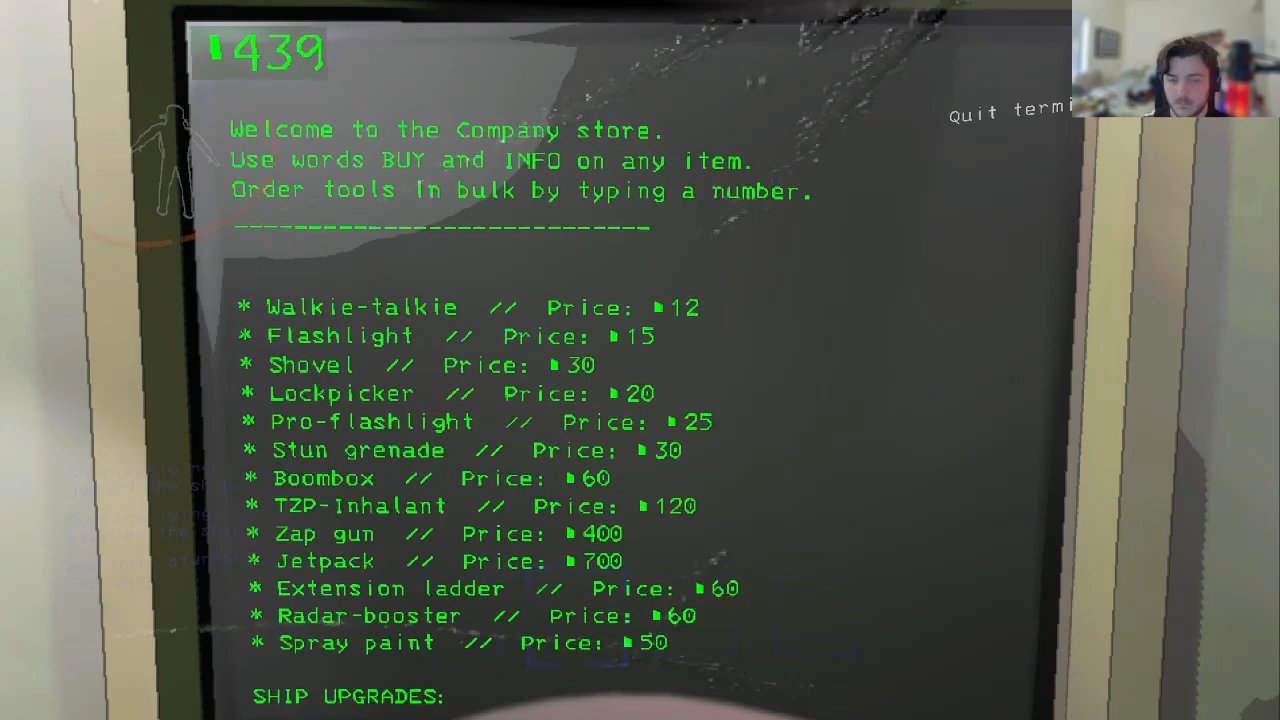 ▮439
Quit termi
Welcome to the Company store.
Use words BUY and INFO on any item.
Order tools in bulk by typing a number.
----------------------------
* Walkie-talkie // Price: ▮12
* Flashlight // Price: ▮15
* Shovel // Price: ▮30
* Lockpicker // Price: ▮20
* Pro-flashlight // Price: ▮25
* Stun grenade // Price: ▮30
* Boombox // Price: ▮60
* TZP-Inhalant // Price: ▮120
* Zap gun // Price: ▮400
* Jetpack // Price: ▮700
* Extension ladder // Price: ▮60
* Radar-booster // Price: ▮60
* Spray paint // Price: ▮50
SHIP UPGRADES: